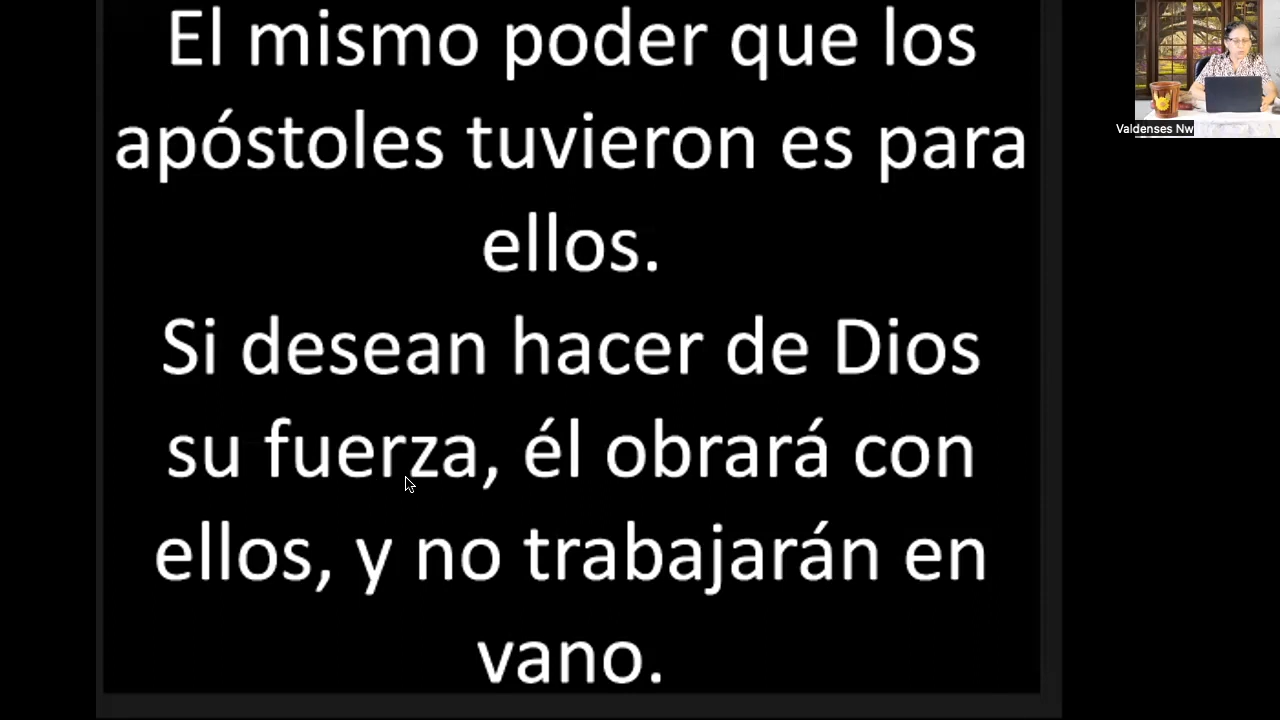 El mismo poder que los
apóstoles tuvieron es para
ellos.
Si desean hacer de Dios
su fuerza, él obrará con
ellos, y no trabajarán en
vano.
Valdenses Nw